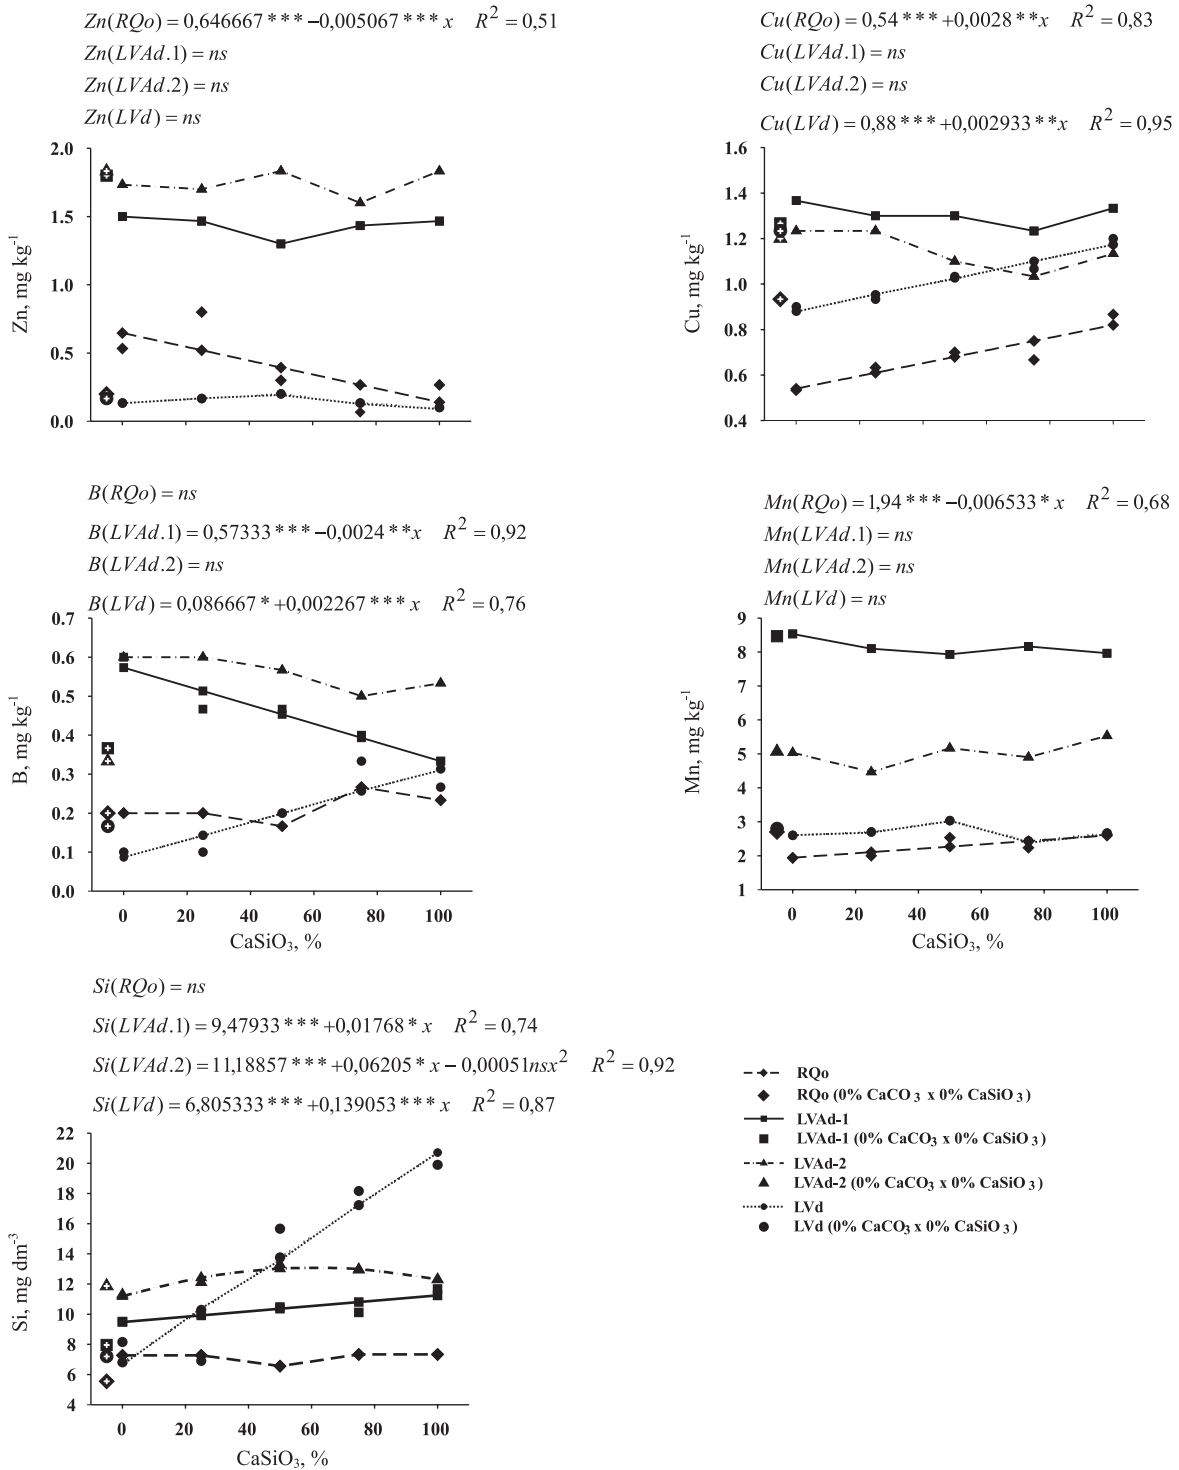 Zn(RQo) = 0,646667 *** −0,005067 *** x R² = 0,51
Zn(LVAd.1) = ns
Zn(LVAd.2) = ns
Zn(LVd) = ns
2.0
1.5
1.0
0.5
0.0
Zn, mg kg⁻¹
Cu(RQo) = 0,54 *** +0,0028 **x R² = 0,83
Cu(LVAd.1) = ns
Cu(LVAd.2) = ns
Cu(LVd) = 0,88 *** +0,002933 **x R² = 0,95
1.6
1.4
1.2
1.0
0.8
0.6
0.4
Cu, mg kg⁻¹
B(RQo) = ns
B(LVAd.1) = 0,57333 *** −0,0024 **x R² = 0,92
B(LVAd.2) = ns
B(LVd) = 0,086667 * +0,002267 *** x R² = 0,76
0.7
0.6
0.5
0.4
0.3
0.2
0.1
0.0
B, mg kg⁻¹
0 20 40 60 80 100
CaSiO₃, %
Mn(RQo) = 1,94 *** −0,006533 * x R² = 0,68
Mn(LVAd.1) = ns
Mn(LVAd.2) = ns
Mn(LVd) = ns
9
8
7
6
5
4
3
2
1
Mn, mg kg⁻¹
0 20 40 60 80 100
CaSiO₃, %
Si(RQo) = ns
Si(LVAd.1) = 9,47933 *** +0,01768 * x R² = 0,74
Si(LVAd.2) = 11,18857 *** +0,06205 * x − 0,00051nsx² R² = 0,92
Si(LVd) = 6,805333 *** +0,139053 *** x R² = 0,87
22
20
18
16
14
12
10
8
6
4
Si, mg dm⁻³
0 20 40 60 80 100
CaSiO₃, %
RQo
RQo (0% CaCO₃ x 0% CaSiO₃)
LVAd-1
LVAd-1 (0% CaCO₃ x 0% CaSiO₃)
LVAd-2
LVAd-2 (0% CaCO₃ x 0% CaSiO₃)
LVd
LVd (0% CaCO₃ x 0% CaSiO₃)